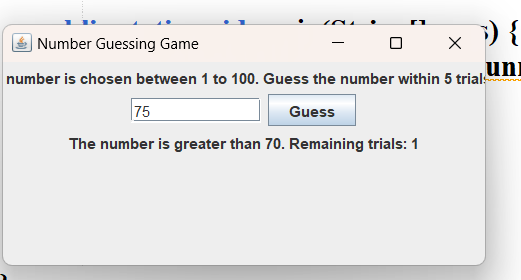 (String[]
) {
Number Guessing Game
number is chosen between 1 to 100. Guess the number within 5 trials
75
Guess
The number is greater than 70. Remaining trials: 1